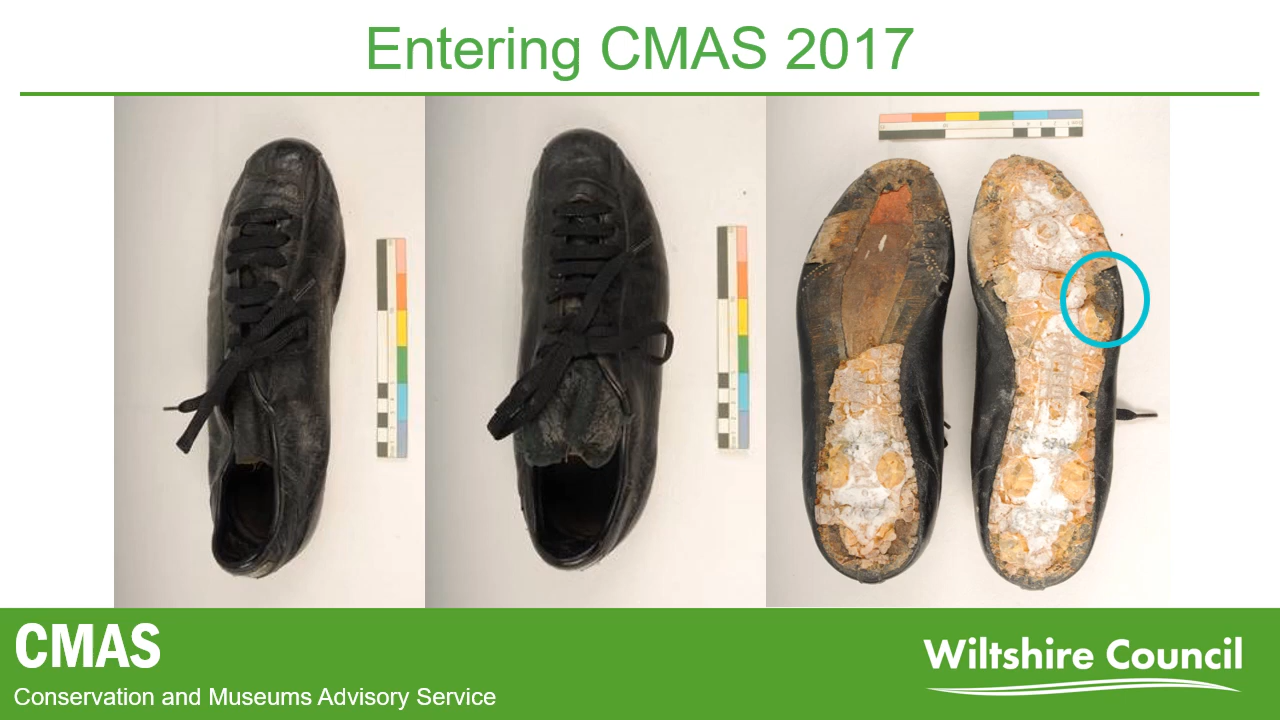 Entering CMAS 2017
CMAS
Conservation and Museums Advisory Service
Wiltshire Council